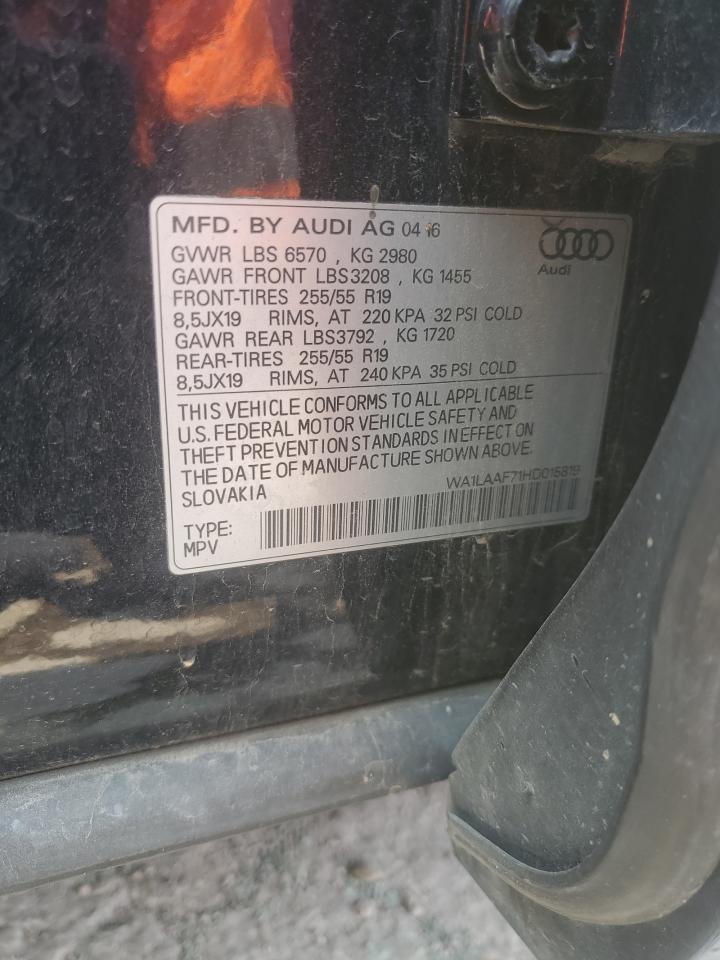 MFD. BY AUDI AG 04 16
Audi
GVWR LBS 6570 , KG 2980
GAWR FRONT LBS3208 , KG 1455
FRONT-TIRES 255/55 R19
8,5JX19 RIMS, AT 220 KPA 32 PSI COLD
GAWR REAR LBS3792 , KG 1720
REAR-TIRES 255/55 R19
8,5JX19 RIMS, AT 240 KPA 35 PSI COLD
THIS VEHICLE CONFORMS TO ALL APPLICABLE
U.S. FEDERAL MOTOR VEHICLE SAFETY AND
THEFT PREVENTION STANDARDS IN EFFECT ON
THE DATE OF MANUFACTURE SHOWN ABOVE.
SLOVAKIA
WA1LAAF71HD015819
TYPE:
MPV